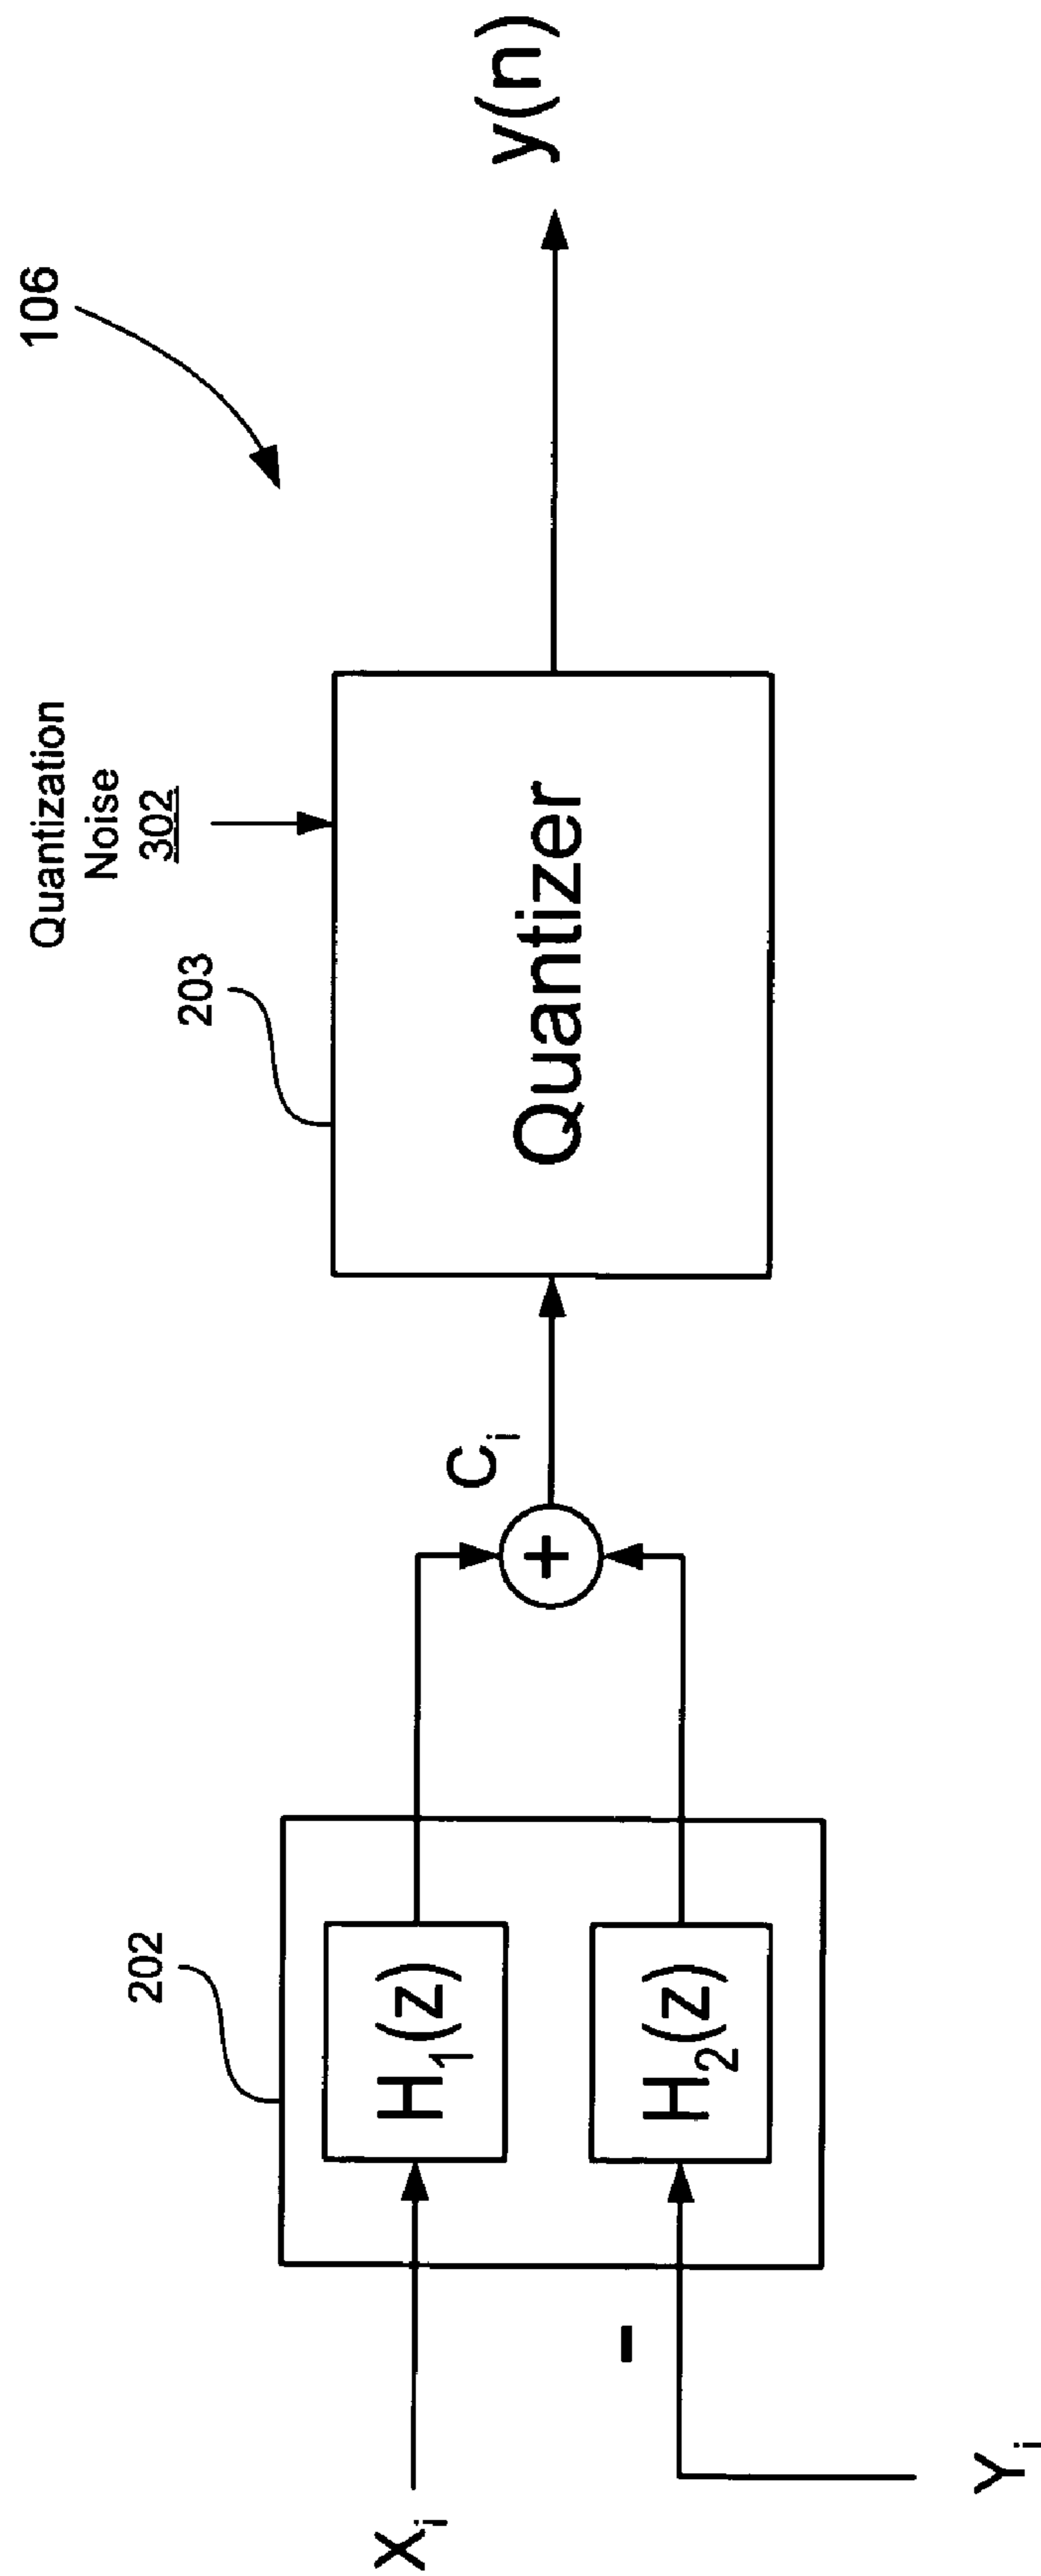 106
Quantization
Noise
302
203
Quantizer
y(n)
C_i
+
202
H_1(z)
H_2(z)
X_i
-
Y_i